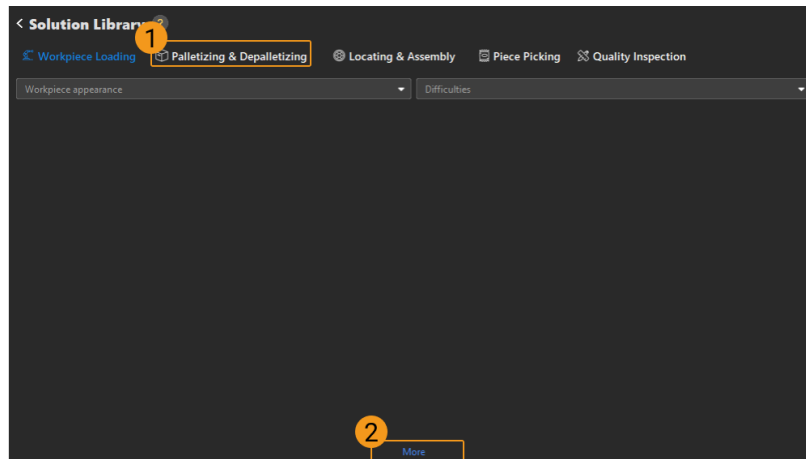 < Solution Library ?
1
Workpiece Loading Palletizing & Depalletizing Locating & Assembly Piece Picking Quality Inspection
Workpiece appearance Difficulties
2
More